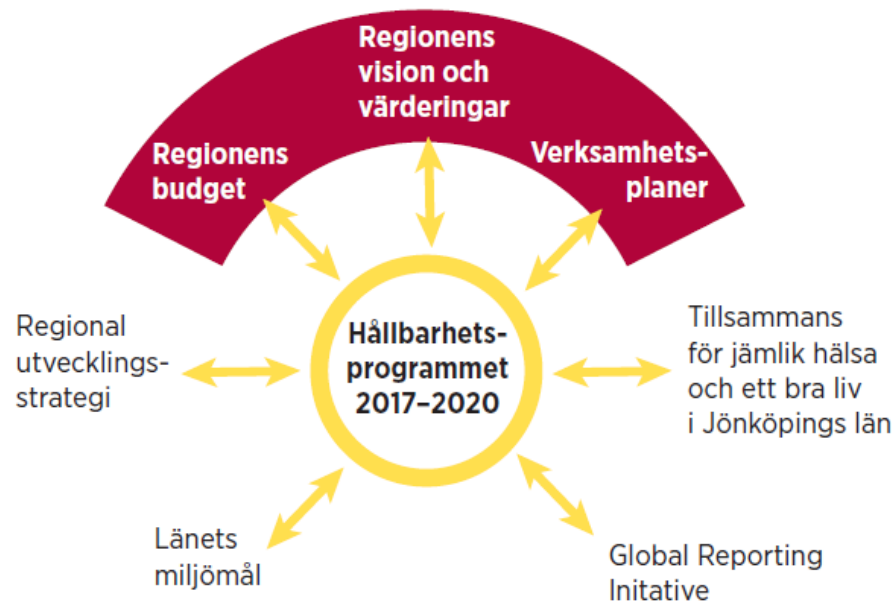 Regionens
vision och
värderingar
Regionens
budget
Verksamhets-
planer
Regional
utvecklings-
strategi
Hållbarhets-
programmet
2017–2020
Tillsammans
för jämlik hälsa
och ett bra liv
i Jönköpings län
Länets
miljömål
Global Reporting
Initative